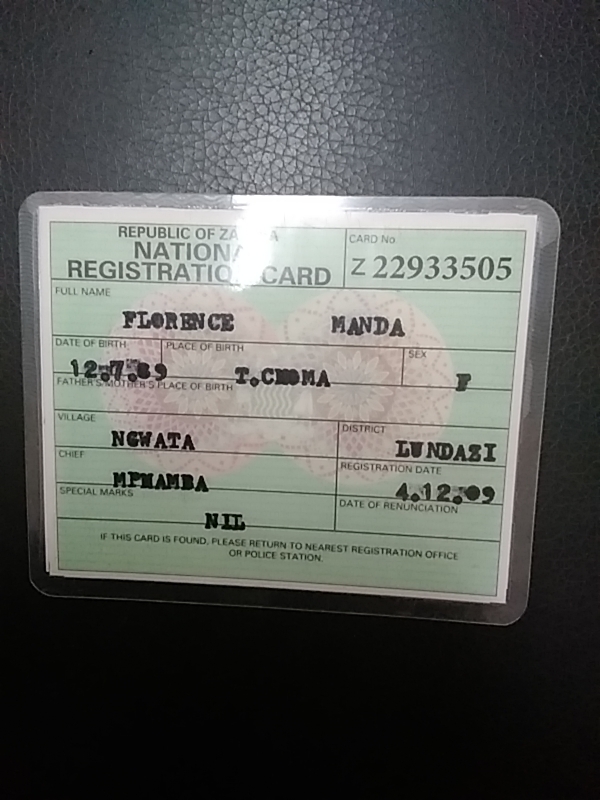 REPUBLIC OF ZA A
NATION
REGISTRATIO CARD
CARD No
Z 22933505
FULL NAME
FLORENCE MANDA
DATE OF BIRTH
PLACE OF BIRTH
SEX
12.7.89
T.CHOMA
F
FATHER'S/MOTHER'S PLACE OF BIRTH
VILLAGE
NGWATA
DISTRICT
LUNDAZI
CHIEF
MPHAMBA
REGISTRATION DATE
4.12.09
SPECIAL MARKS
NIL
DATE OF RENUNCIATION
IF THIS CARD IS FOUND, PLEASE RETURN TO NEAREST REGISTRATION OFFICE
OR POLICE STATION.